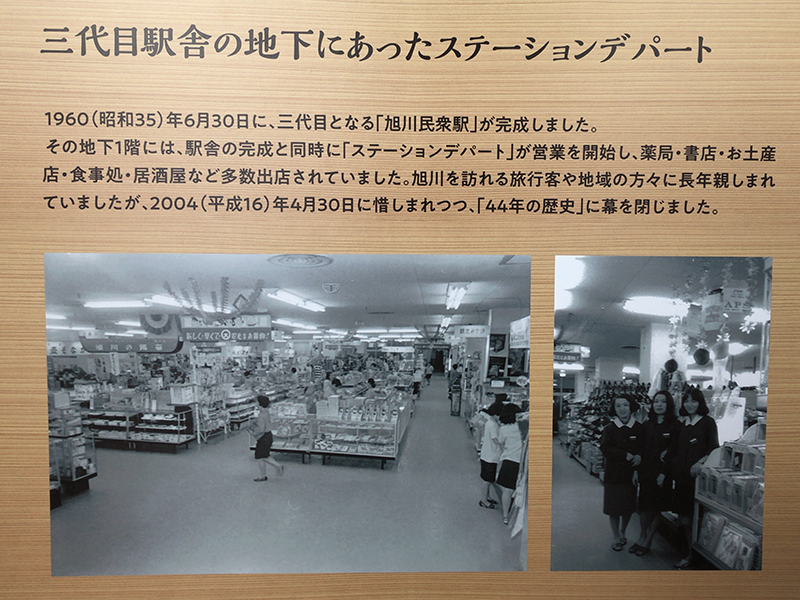 三代目駅舎の地下にあったステーションデパート
1960（昭和35）年6月30日に、三代目となる「旭川民衆駅」が完成しました。
その地下1階には、駅舎の完成と同時に「ステーションデパート」が営業を開始し、薬局・書店・お土産
店・食事処・居酒屋など多数出店されていました。旭川を訪れる旅行客や地域の方々に長年親しまれ
ていましたが、2004（平成16）年4月30日に惜しまれつつ、「44年の歴史」に幕を閉じました。